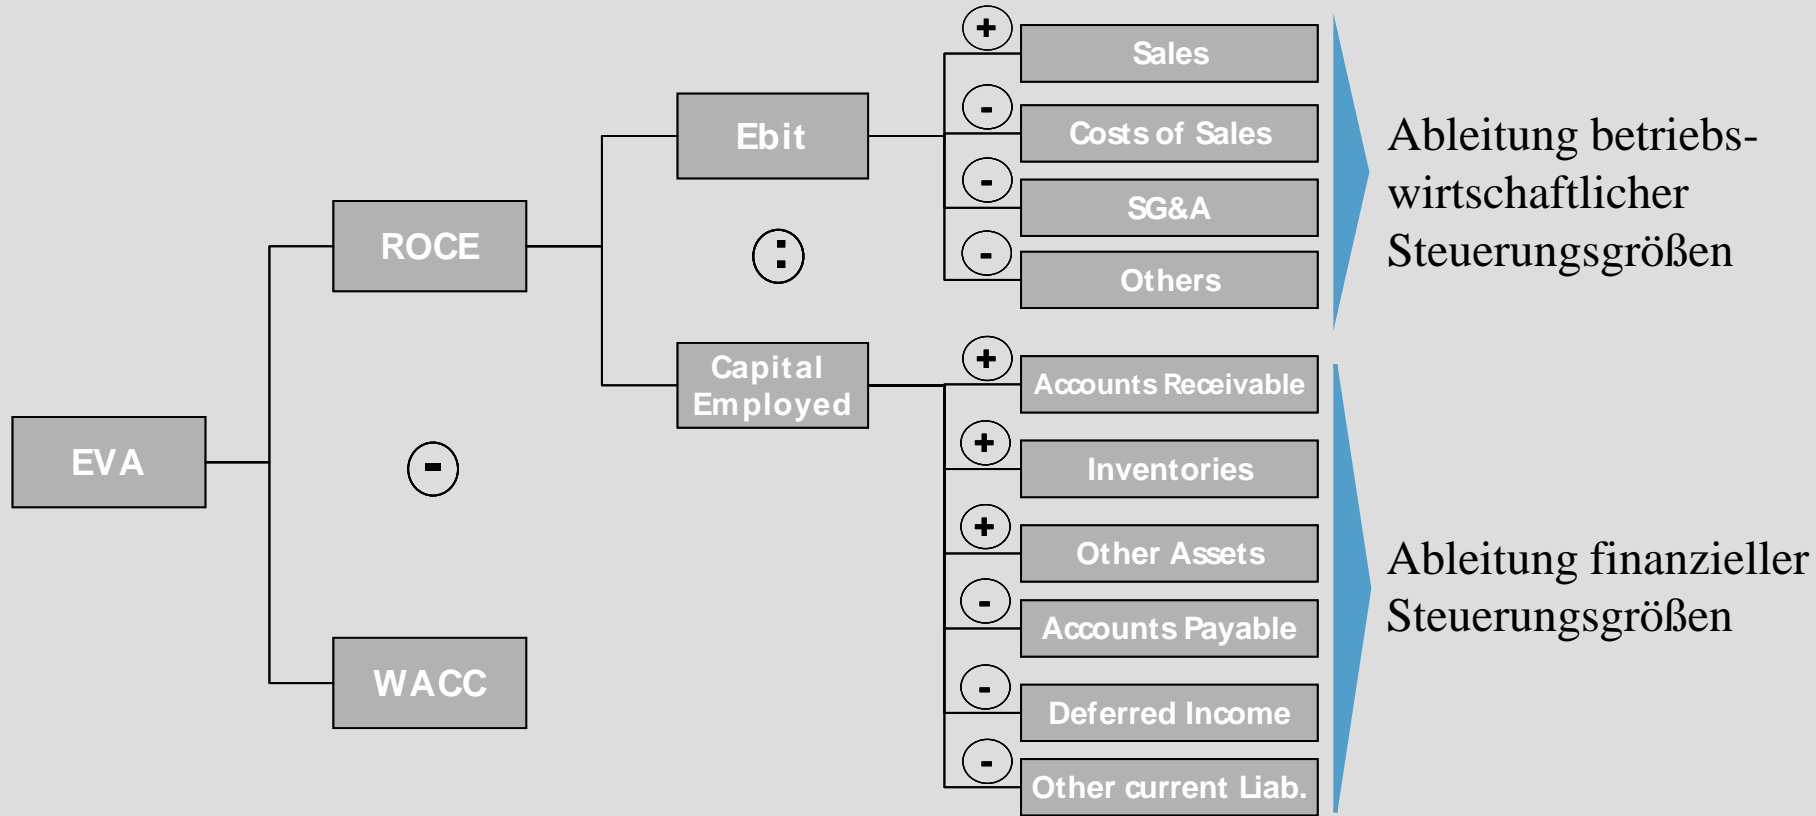 EVA
-
ROCE
WACC
Ebit
:
Capital
Employed
+
Sales
-
Costs of Sales
-
SG&A
-
Others
+
Accounts Receivable
+
Inventories
+
Other Assets
-
Accounts Payable
-
Deferred Income
-
Other current Liab.
Ableitung betriebs-
wirtschaftlicher
Steuerungsgrößen
Ableitung finanzieller
Steuerungsgrößen